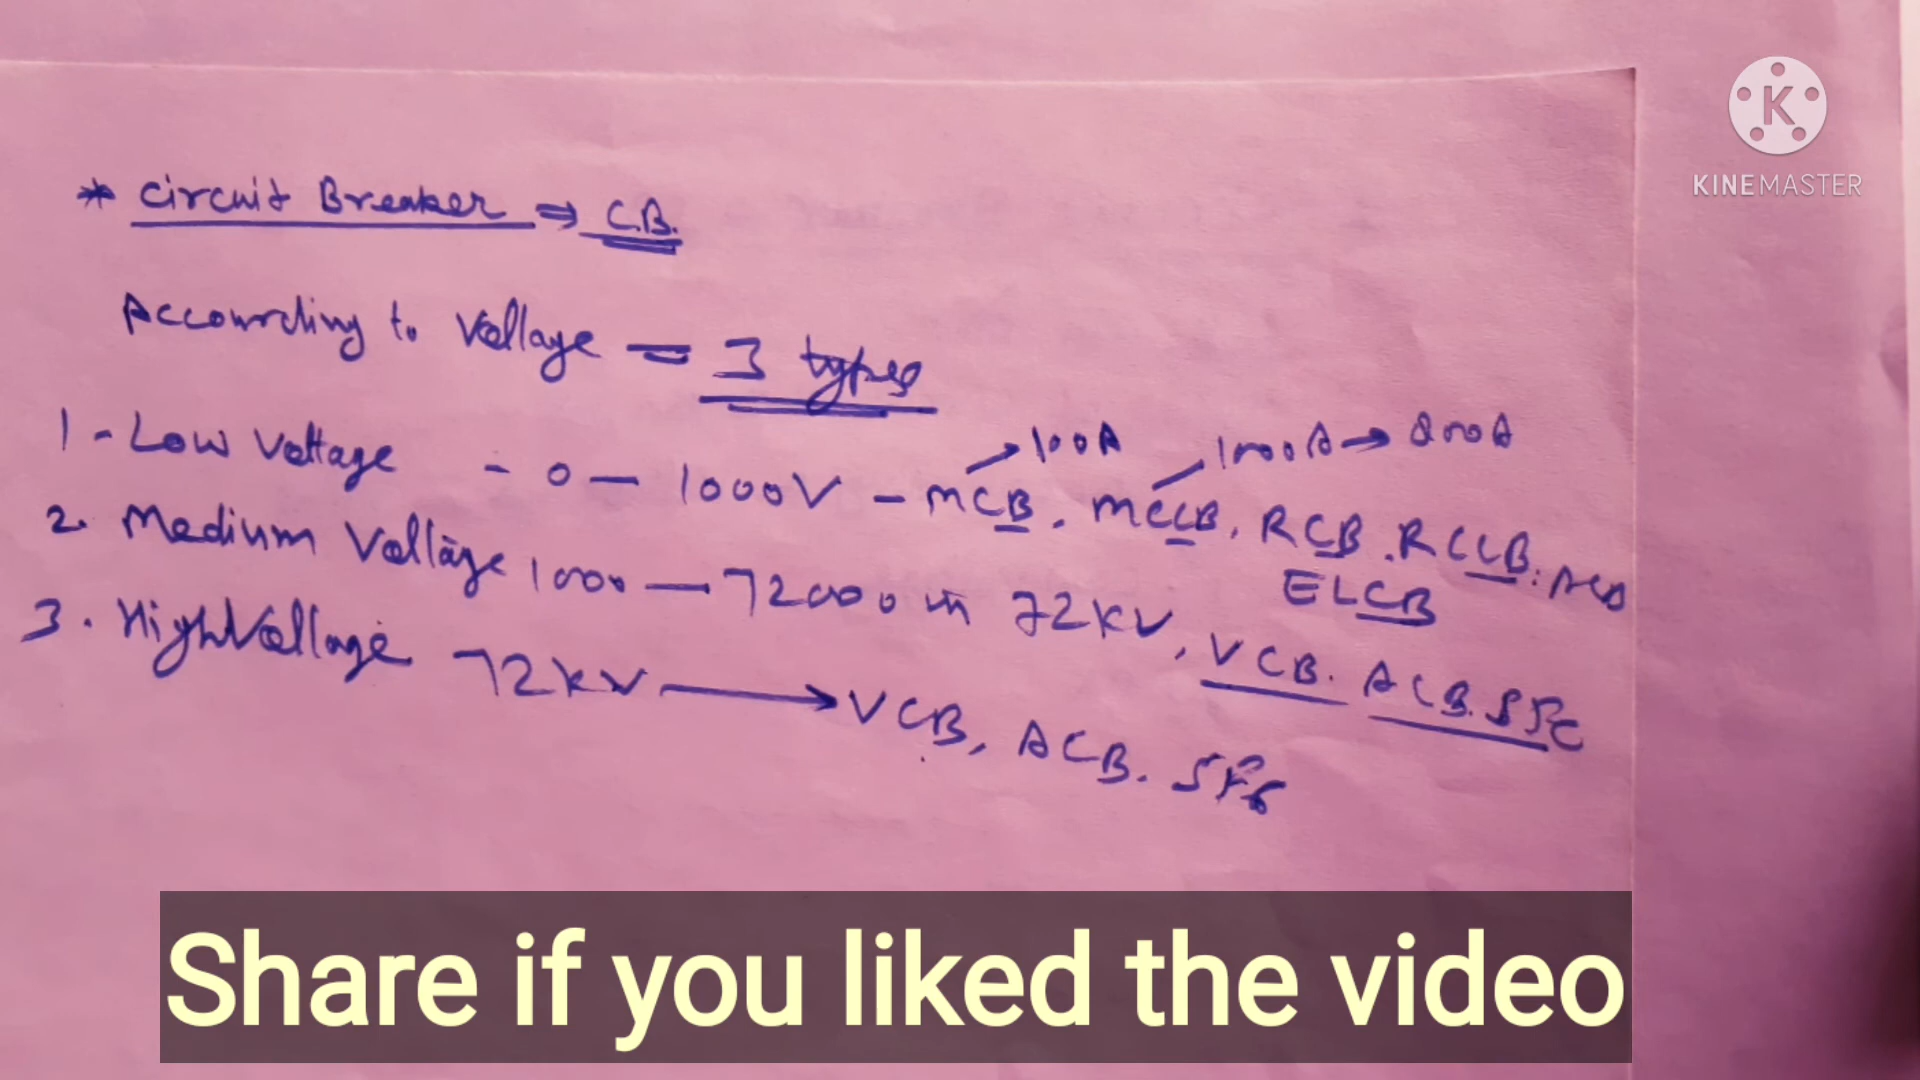 K
KINEMASTER
* Circuit Breaker ⇒ C.B.
According to Voltage = 3 types
→ 100A 1000A → 800A
1 - Low Voltage - 0 — 1000V - MCB, MCCB, RCB. RCCB. ACB
ELCB
2. Medium Voltage 1000 — 72000 72KV, VCB. ACB. SF6
3. High Voltage 72KV → VCB, ACB. SF6
Share if you liked the video